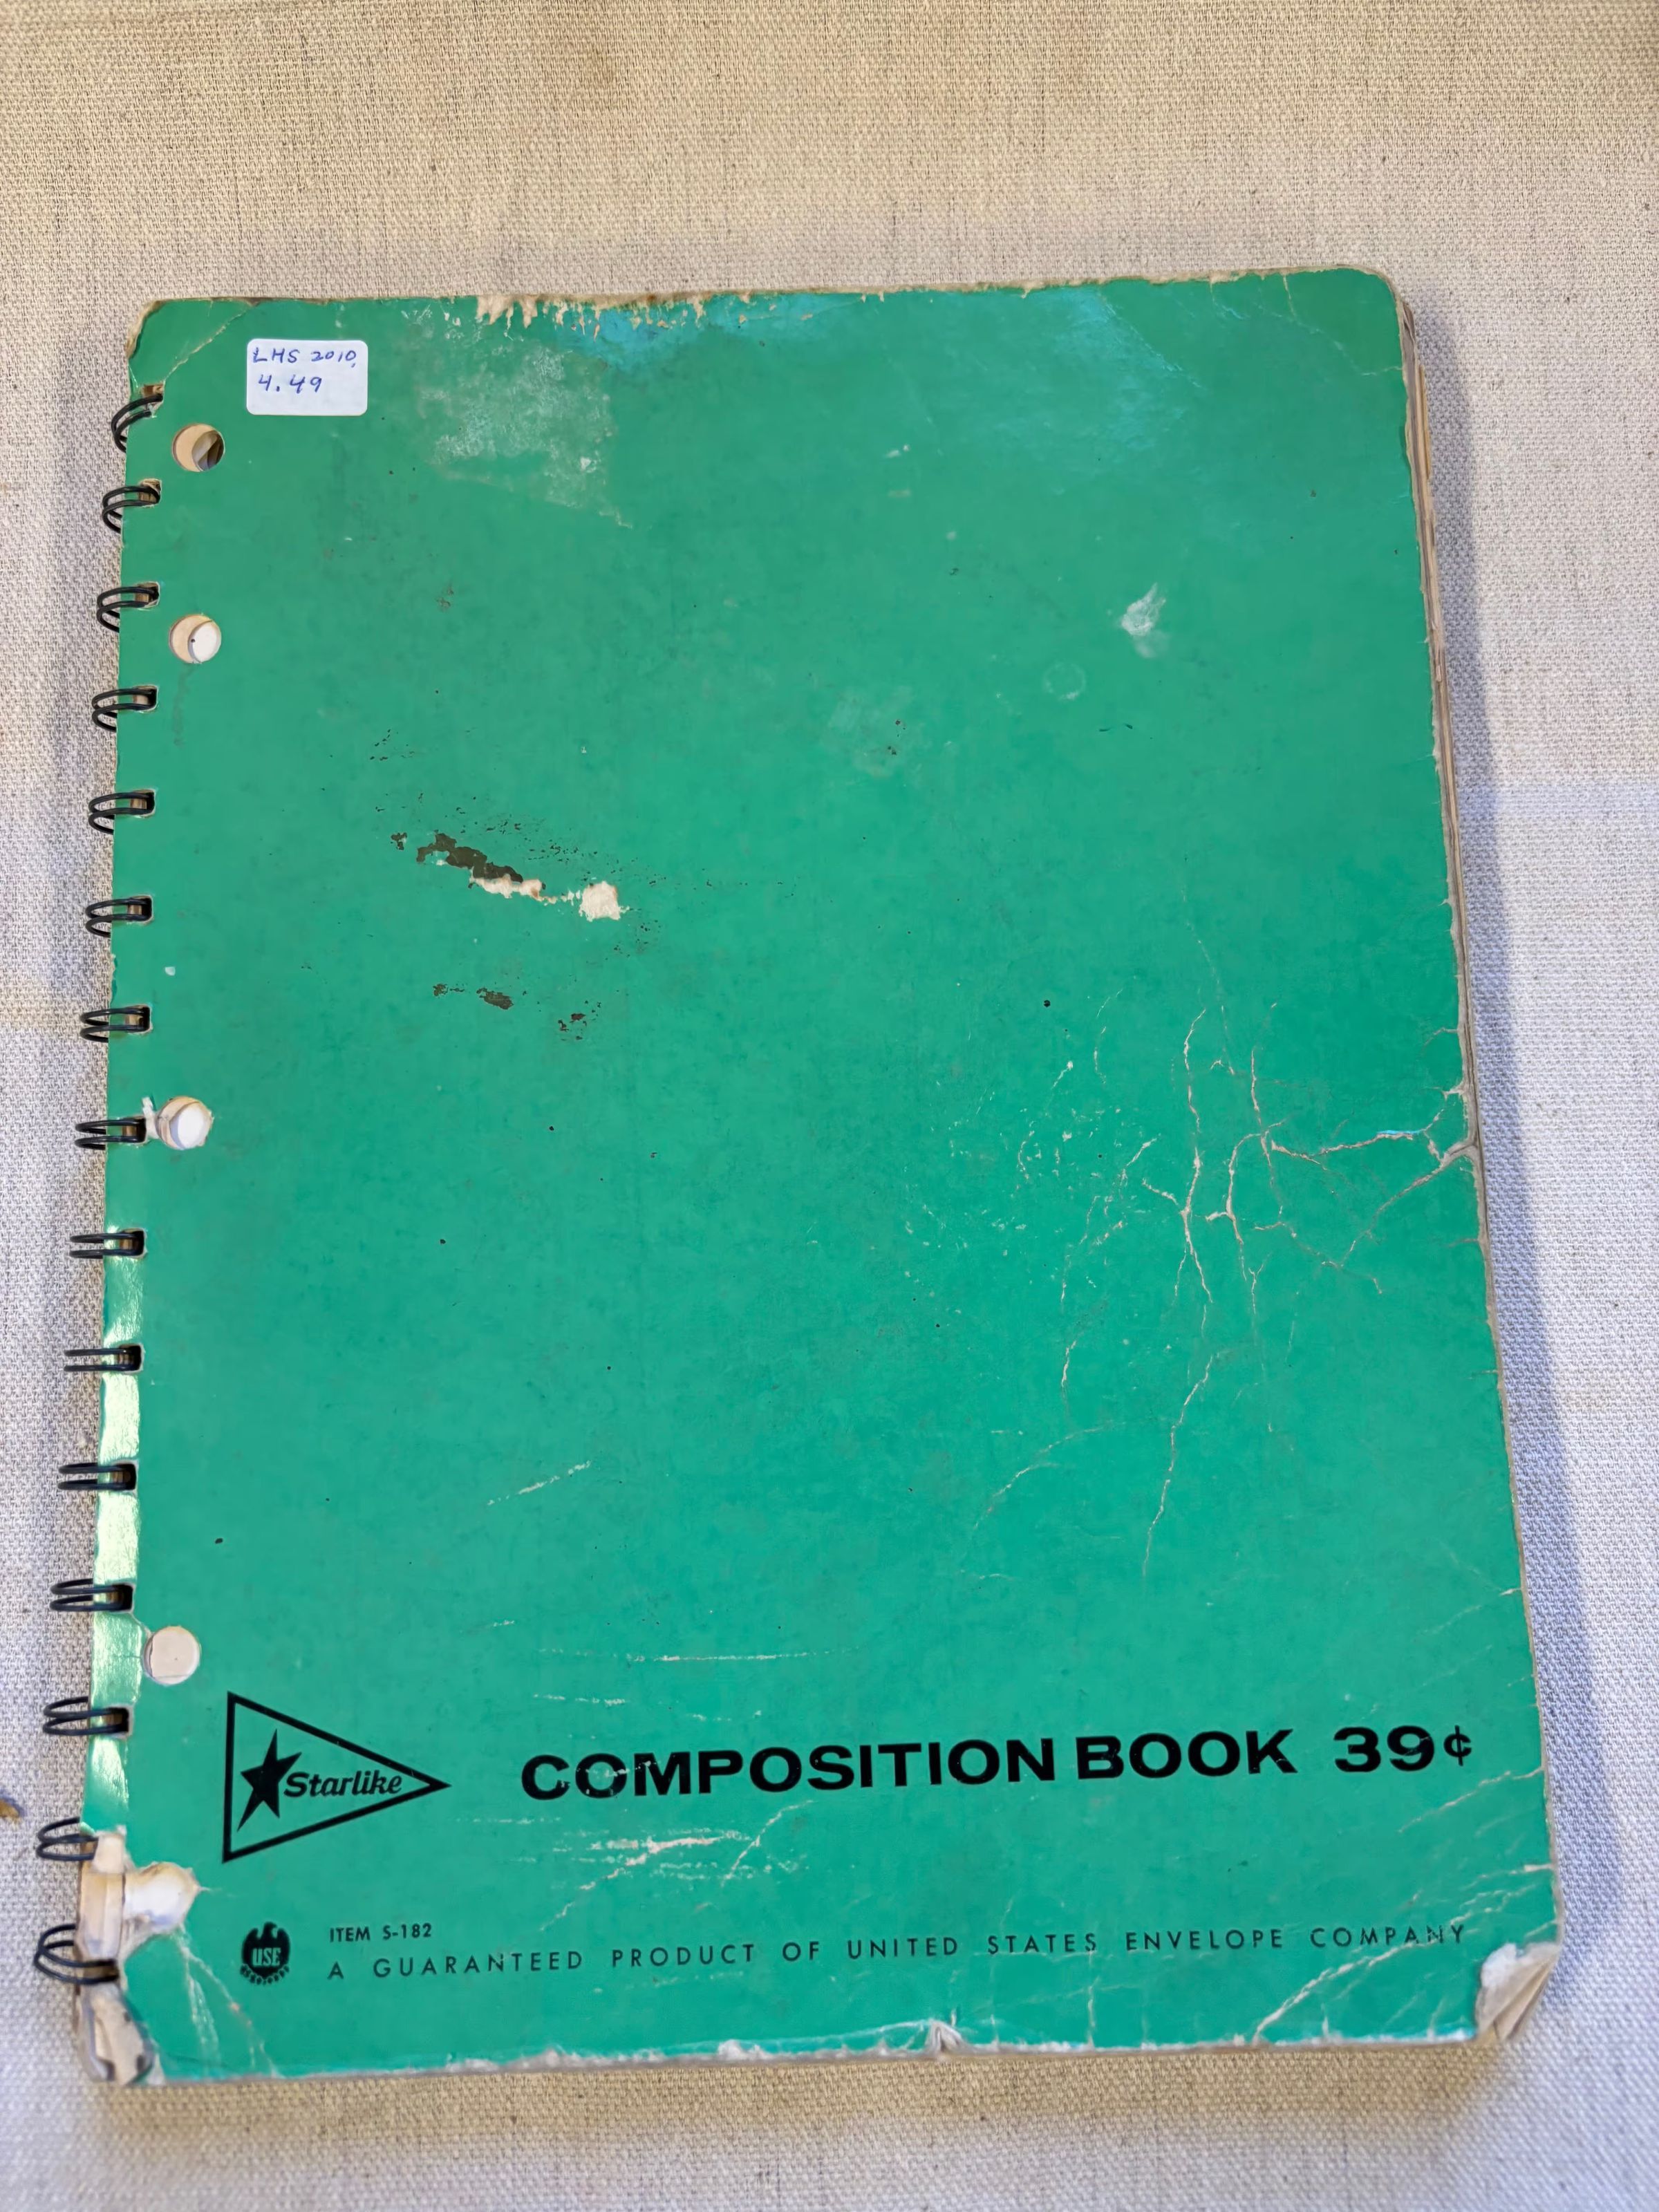 LHS 2010.
4.49
Starlike
COMPOSITION BOOK 39¢
USE
ITEM S-182
A GUARANTEED PRODUCT OF UNITED STATES ENVELOPE COMPANY